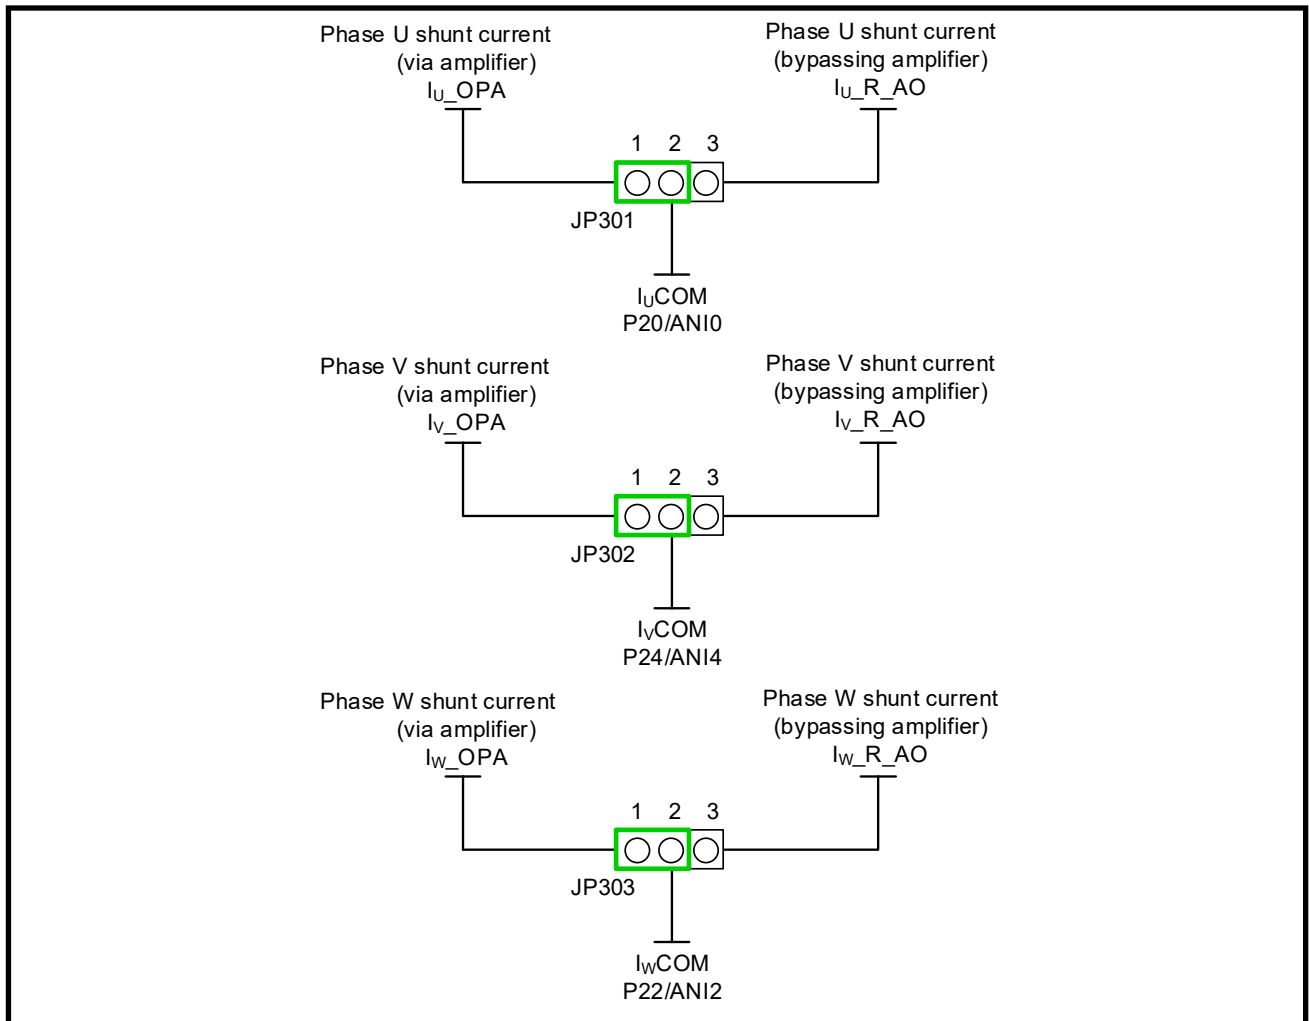 Phase U shunt current
(via amplifier)
IU_OPA
Phase U shunt current
(bypassing amplifier)
IU_R_AO
1 2 3
JP301
IUCOM
P20/ANI0
Phase V shunt current
(via amplifier)
IV_OPA
Phase V shunt current
(bypassing amplifier)
IV_R_AO
1 2 3
JP302
IVCOM
P24/ANI4
Phase W shunt current
(via amplifier)
IW_OPA
Phase W shunt current
(bypassing amplifier)
IW_R_AO
1 2 3
JP303
IWCOM
P22/ANI2